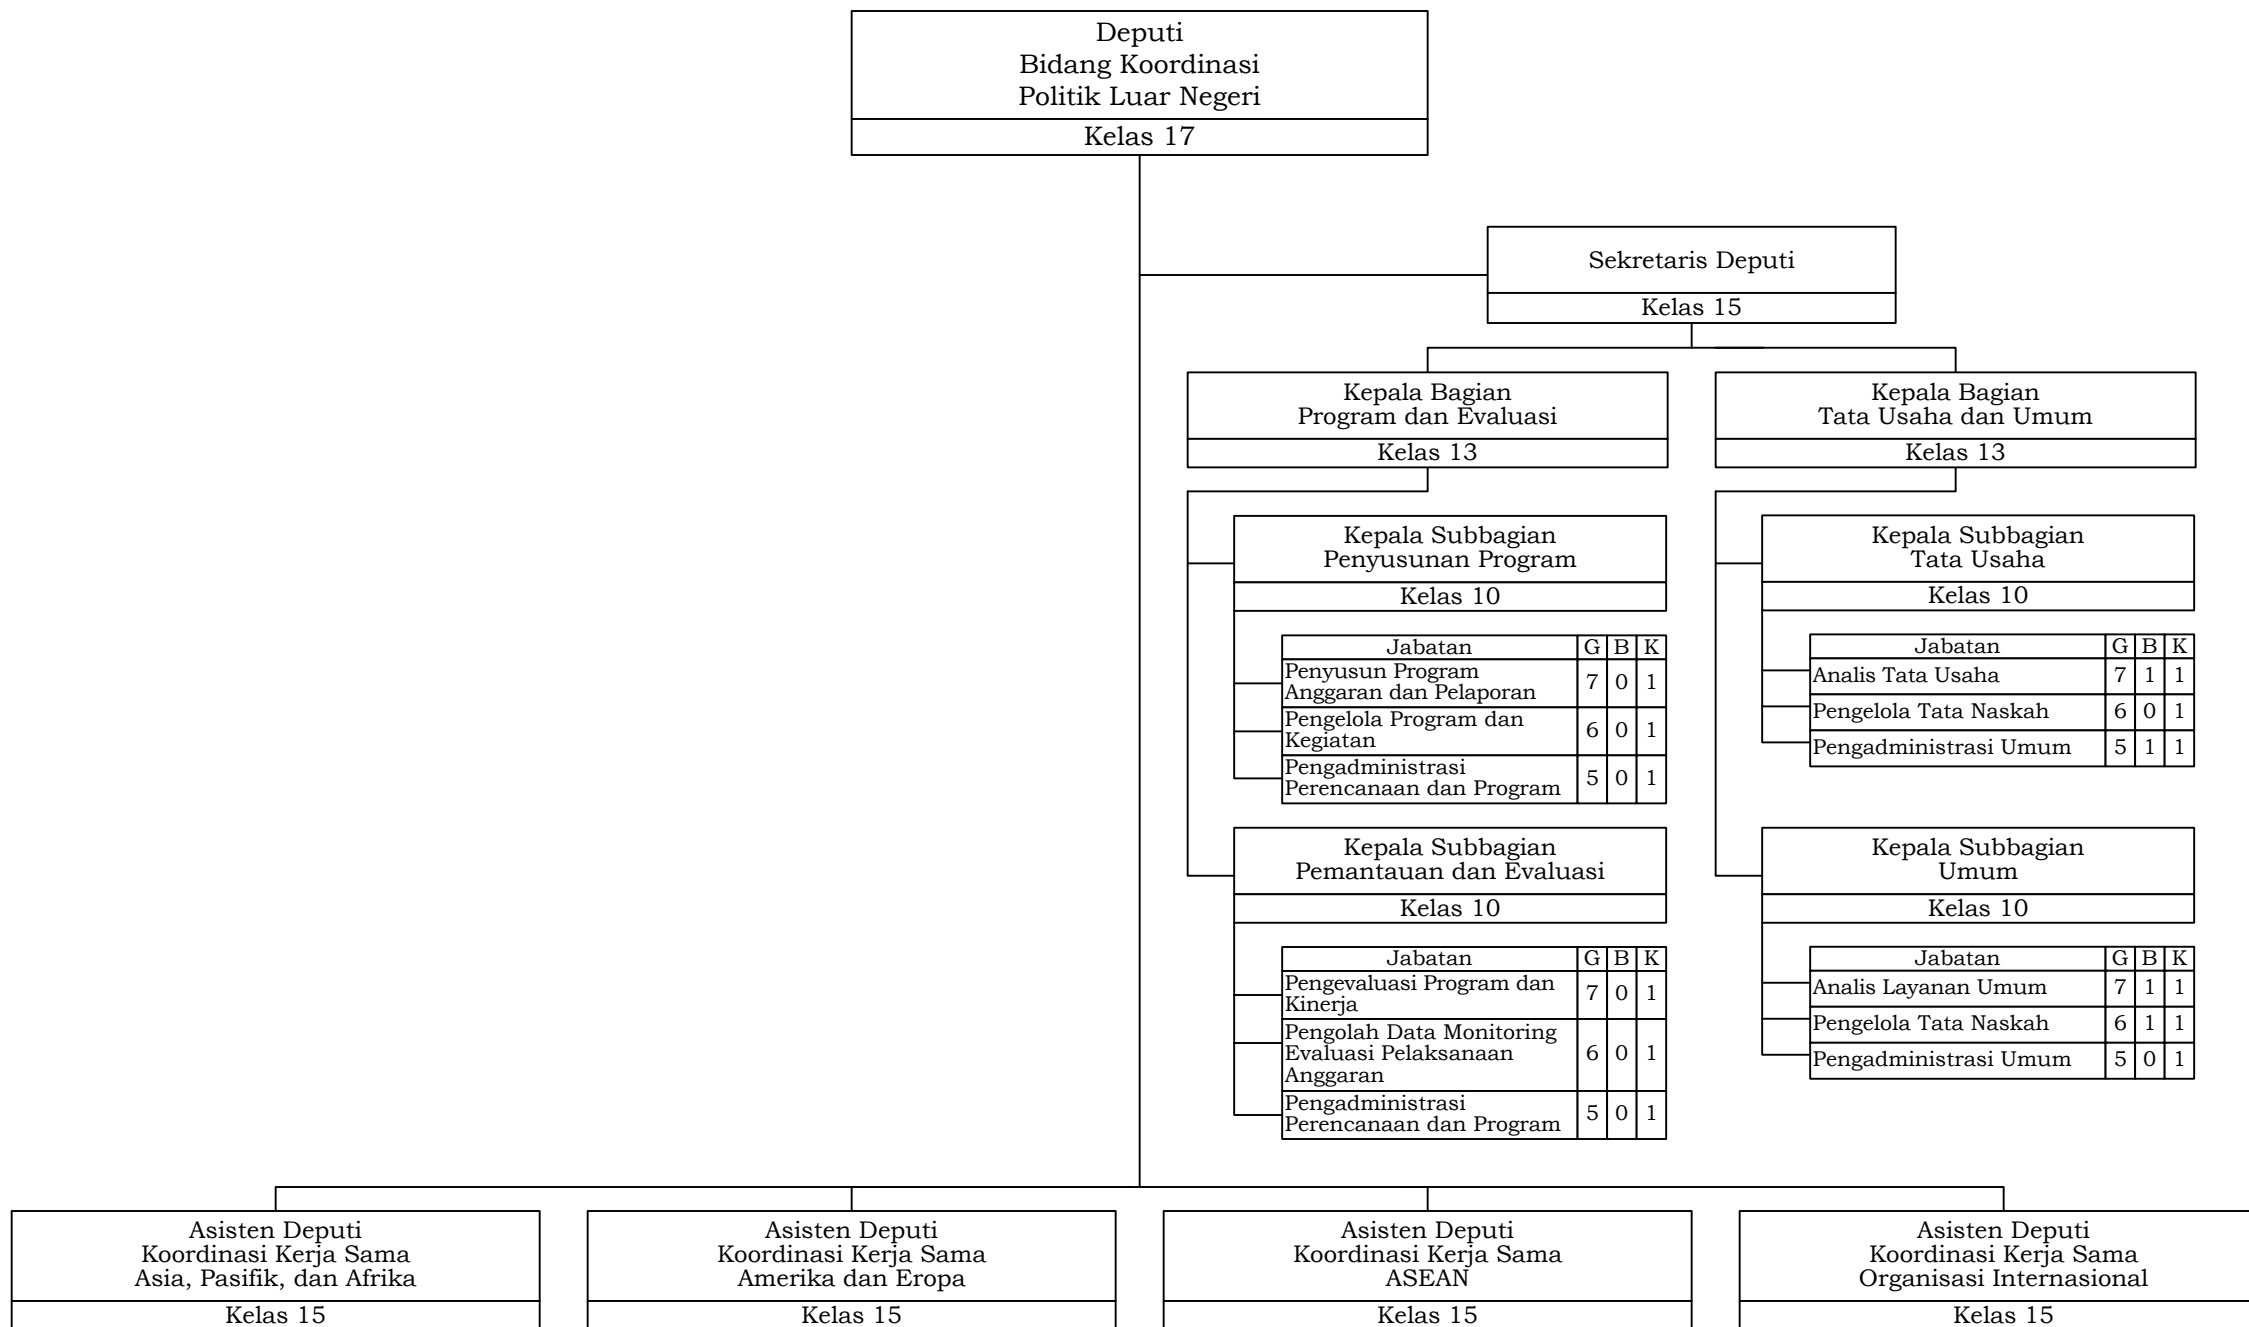 Deputi
Bidang Koordinasi
Politik Luar Negeri
Kelas 17
Sekretaris Deputi
Kelas 15
Kepala Bagian
Program dan Evaluasi
Kelas 13
Kepala Subbagian
Penyusunan Program
Kelas 10
Jabatan G B K
Penyusun Program
Anggaran dan Pelaporan 7 0 1
Pengelola Program dan
Kegiatan 6 0 1
Pengadministrasi
Perencanaan dan Program 5 0 1
Kepala Subbagian
Pemantauan dan Evaluasi
Kelas 10
Jabatan G B K
Pengevaluasi Program dan
Kinerja 7 0 1
Pengolah Data Monitoring
Evaluasi Pelaksanaan 6 0 1
Anggaran
Pengadministrasi
Perencanaan dan Program 5 0 1
Kepala Bagian
Tata Usaha dan Umum
Kelas 13
Kepala Subbagian
Tata Usaha
Kelas 10
Jabatan G B K
Analis Tata Usaha 7 1 1
Pengelola Tata Naskah 6 0 1
Pengadministrasi Umum 5 1 1
Kepala Subbagian
Umum
Kelas 10
Jabatan G B K
Analis Layanan Umum 7 1 1
Pengelola Tata Naskah 6 1 1
Pengadministrasi Umum 5 0 1
Asisten Deputi
Koordinasi Kerja Sama
Asia, Pasifik, dan Afrika
Kelas 15
Asisten Deputi
Koordinasi Kerja Sama
Amerika dan Eropa
Kelas 15
Asisten Deputi
Koordinasi Kerja Sama
ASEAN
Kelas 15
Asisten Deputi
Koordinasi Kerja Sama
Organisasi Internasional
Kelas 15